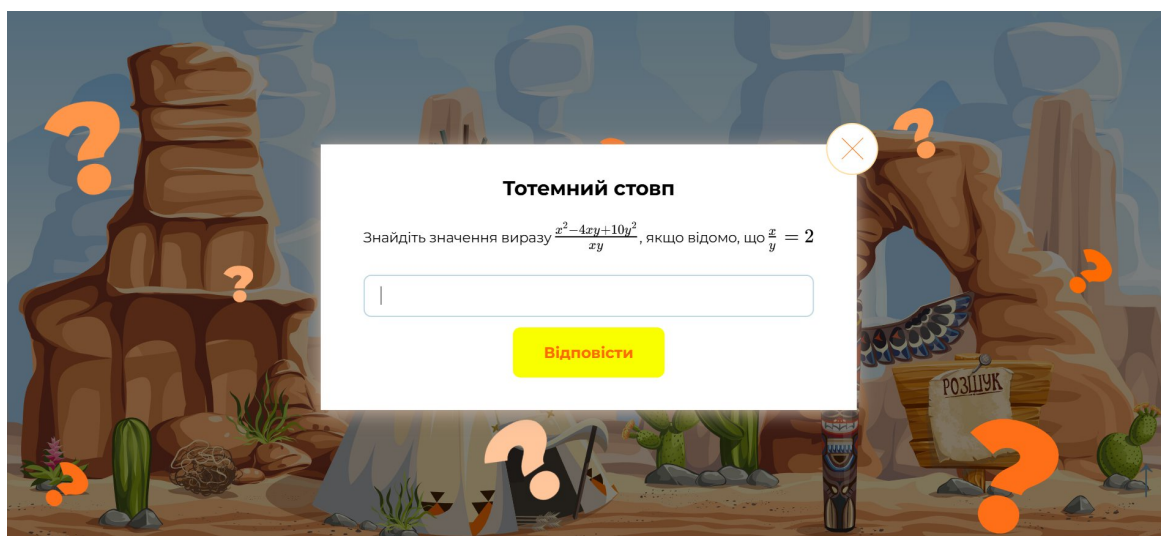 Тотемний стовп
Знайдіть значення виразу \frac{x^2-4xy+10y^2}{xy}, якщо відомо, що \frac{x}{y} = 2
Відповісти
РОЗШУК